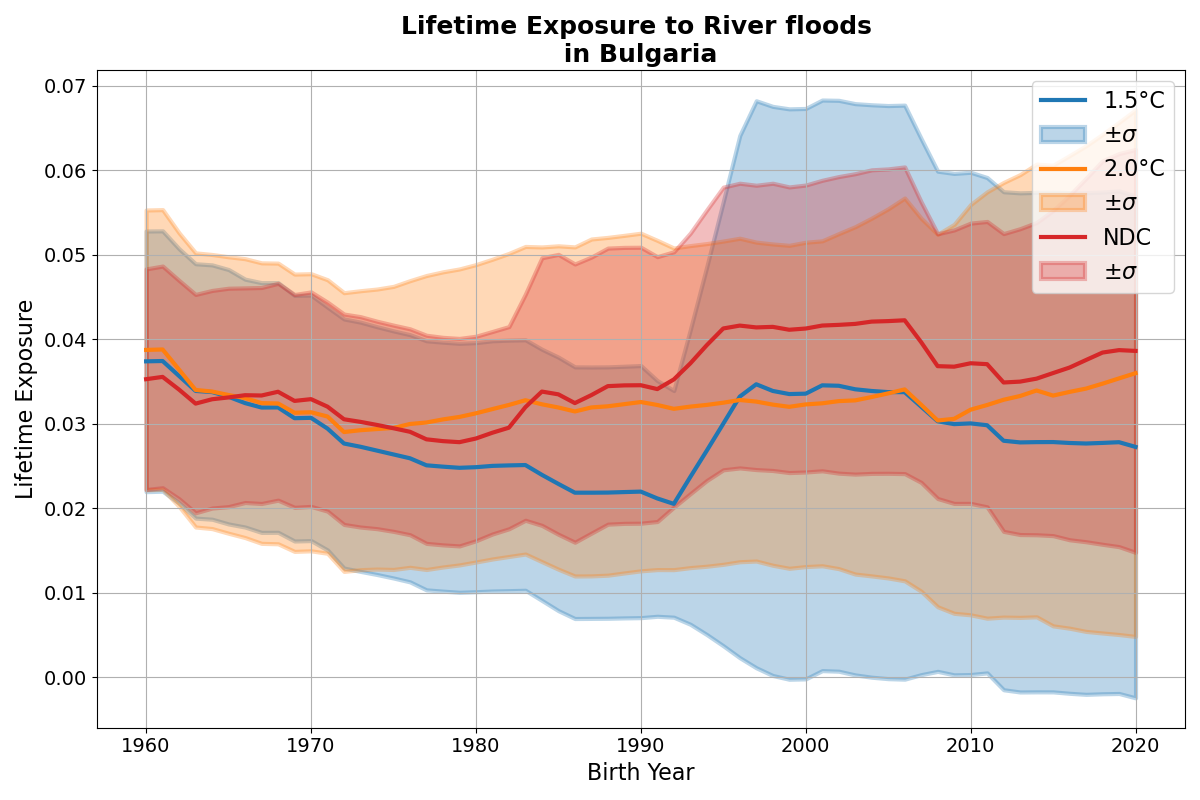 Lifetime Exposure to River floods
in Bulgaria
0.07
0.06
0.05
0.04
0.03
0.02
0.01
0.00
Lifetime Exposure
1960
1970
1980
1990
2000
2010
2020
Birth Year
1.5°C
±σ
2.0°C
±σ
NDC
±σ